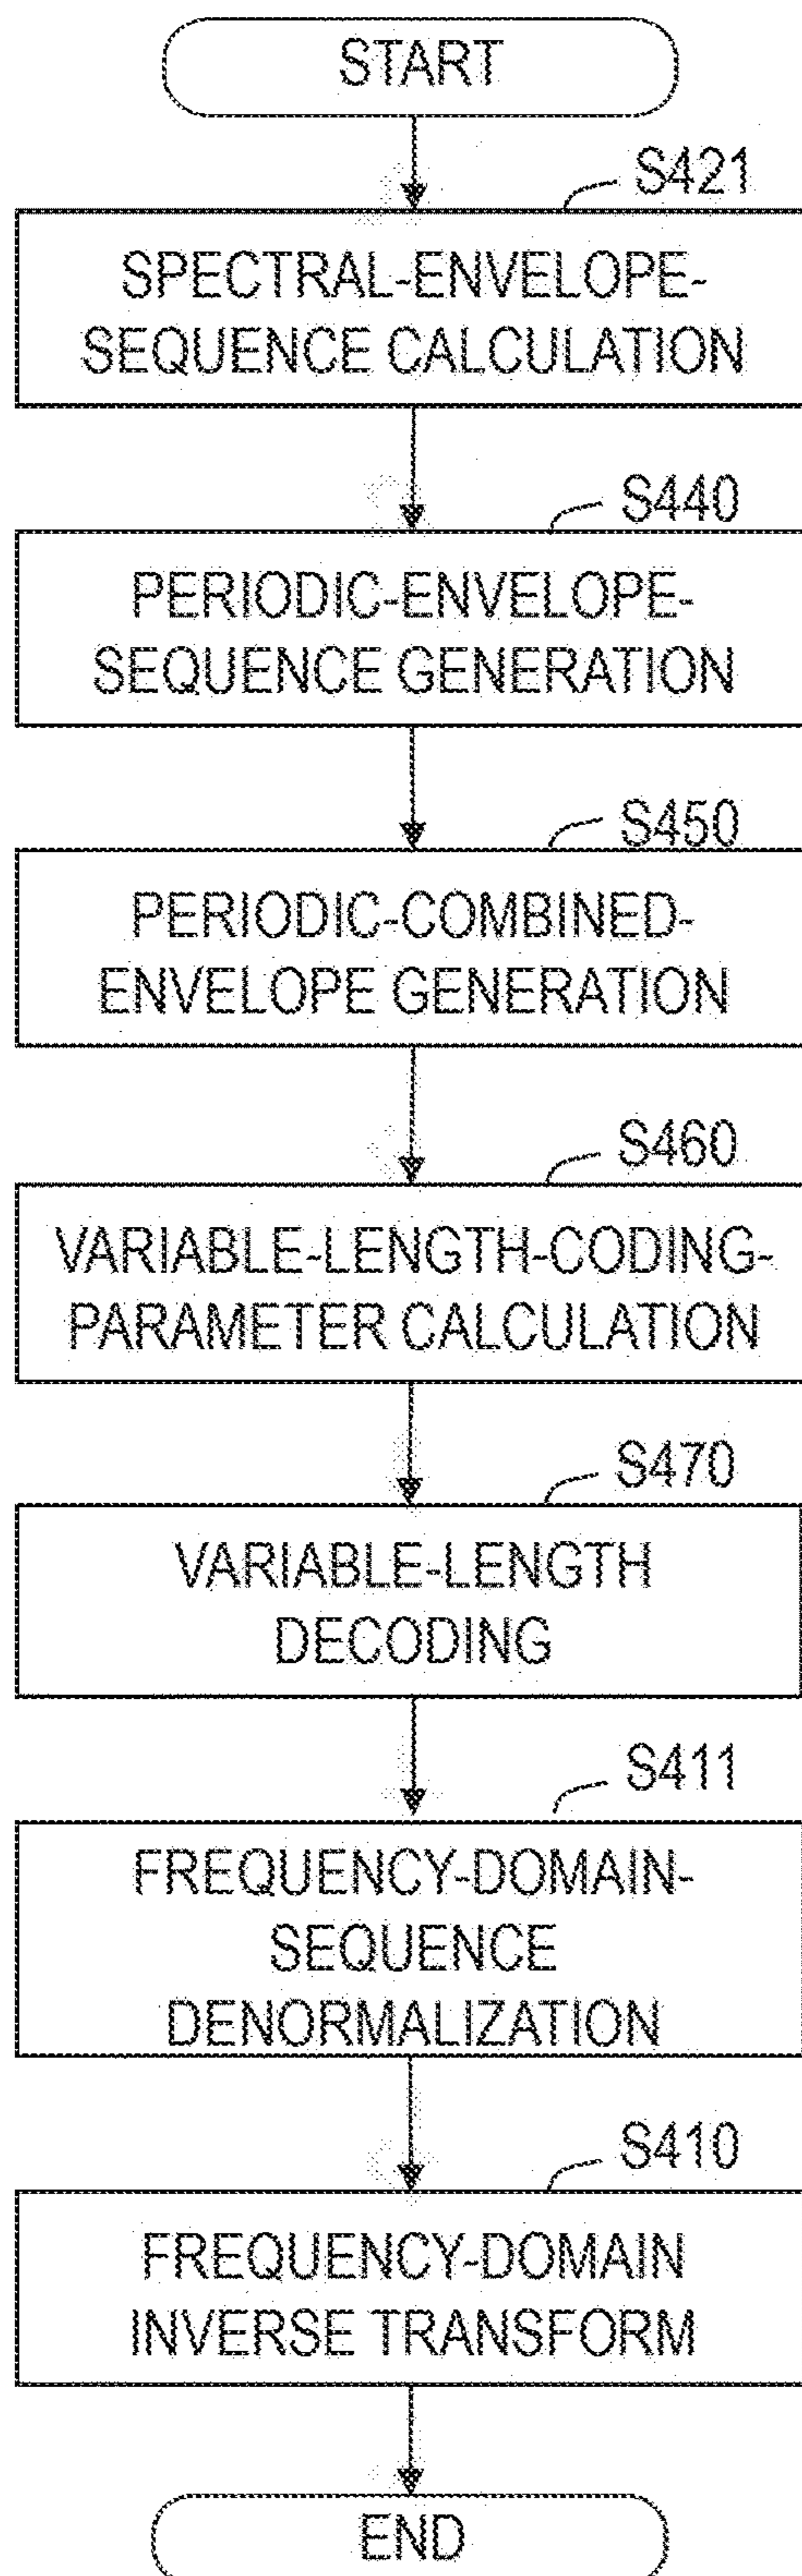 START
S421
SPECTRAL-ENVELOPE-
SEQUENCE CALCULATION
S440
PERIODIC-ENVELOPE-
SEQUENCE GENERATION
S450
PERIODIC-COMBINED-
ENVELOPE GENERATION
S460
VARIABLE-LENGTH-CODING-
PARAMETER CALCULATION
S470
VARIABLE-LENGTH
DECODING
S411
FREQUENCY-DOMAIN-
SEQUENCE
DENORMALIZATION
S410
FREQUENCY-DOMAIN
INVERSE TRANSFORM
END